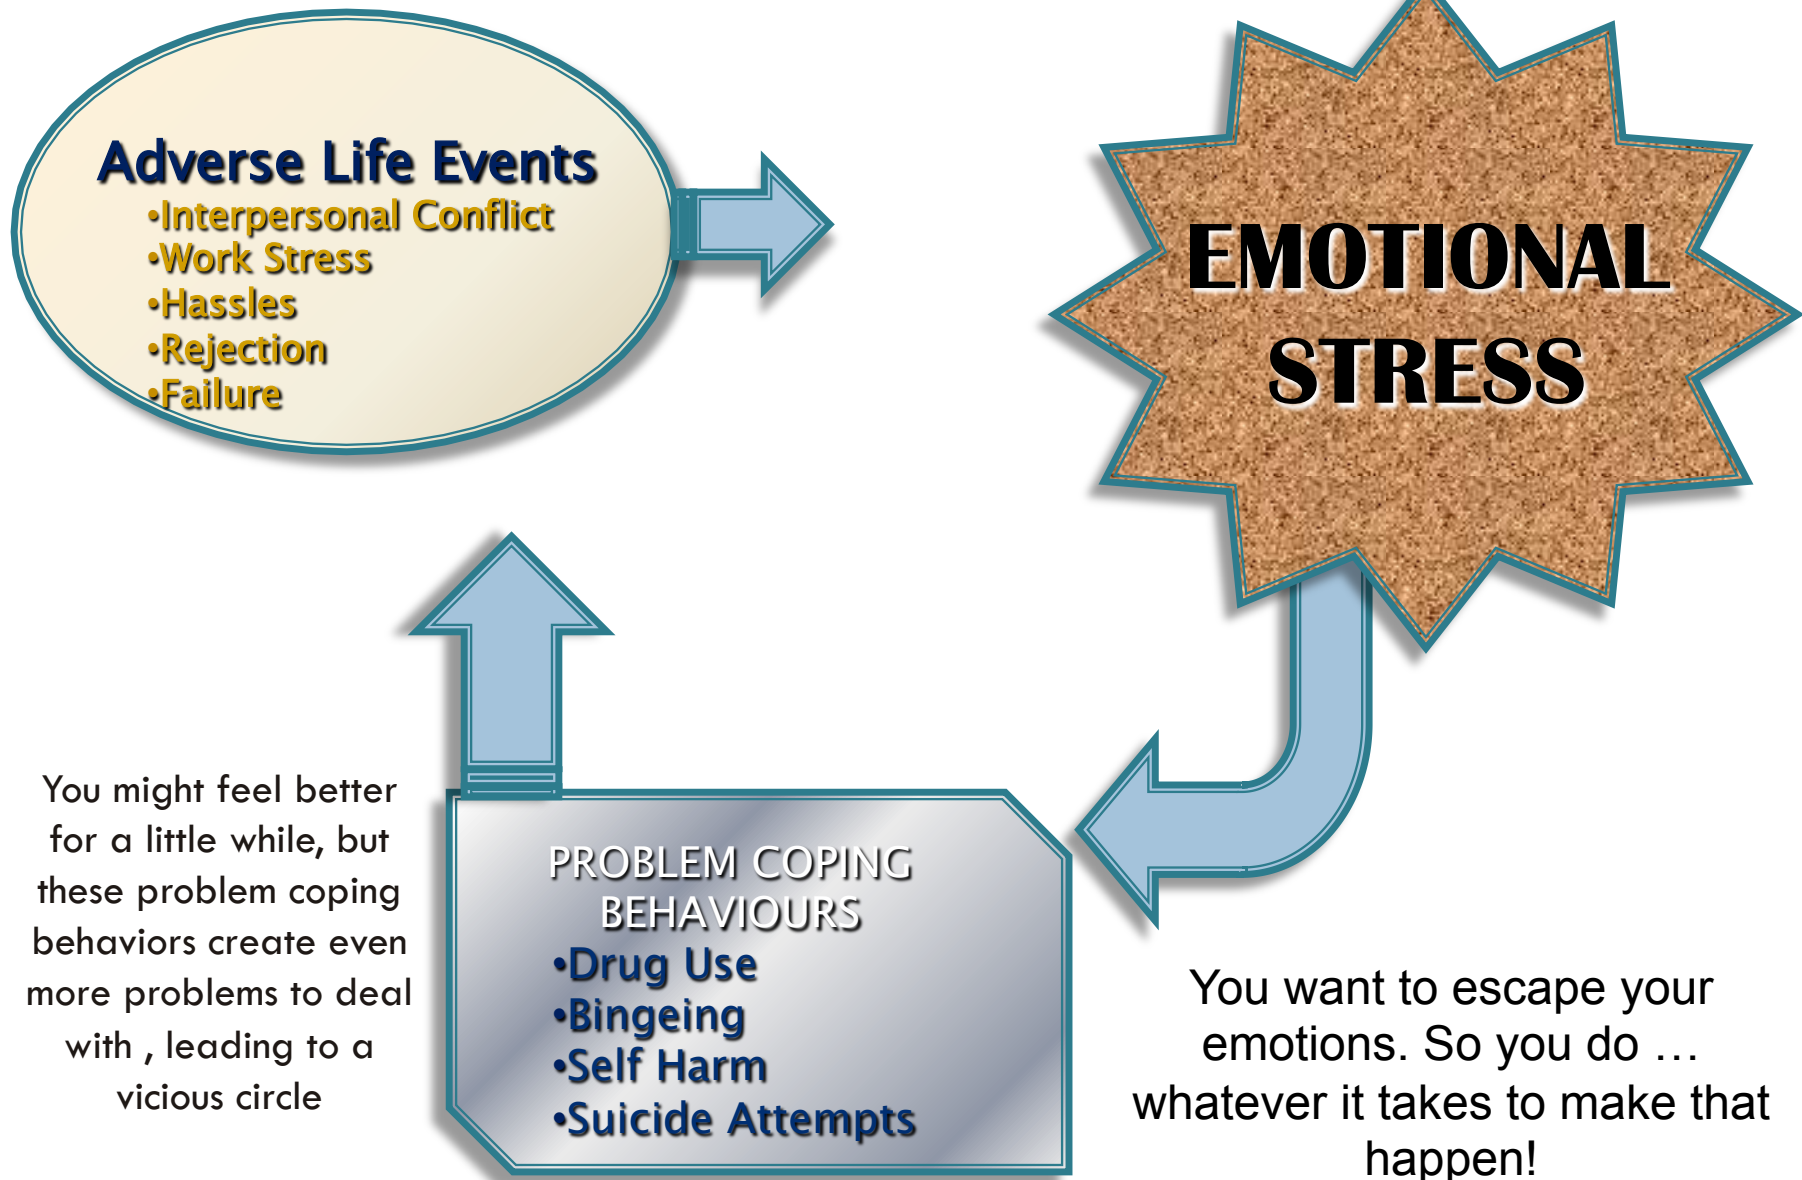 Adverse Life Events
•Interpersonal Conflict
•Work Stress
•Hassles
•Rejection
•Failure
EMOTIONAL
STRESS
You might feel better
for a little while, but
these problem coping
behaviors create even
more problems to deal
with , leading to a
vicious circle
PROBLEM COPING
BEHAVIOURS
•Drug Use
•Bingeing
•Self Harm
•Suicide Attempts
You want to escape your
emotions. So you do …
whatever it takes to make that
happen!